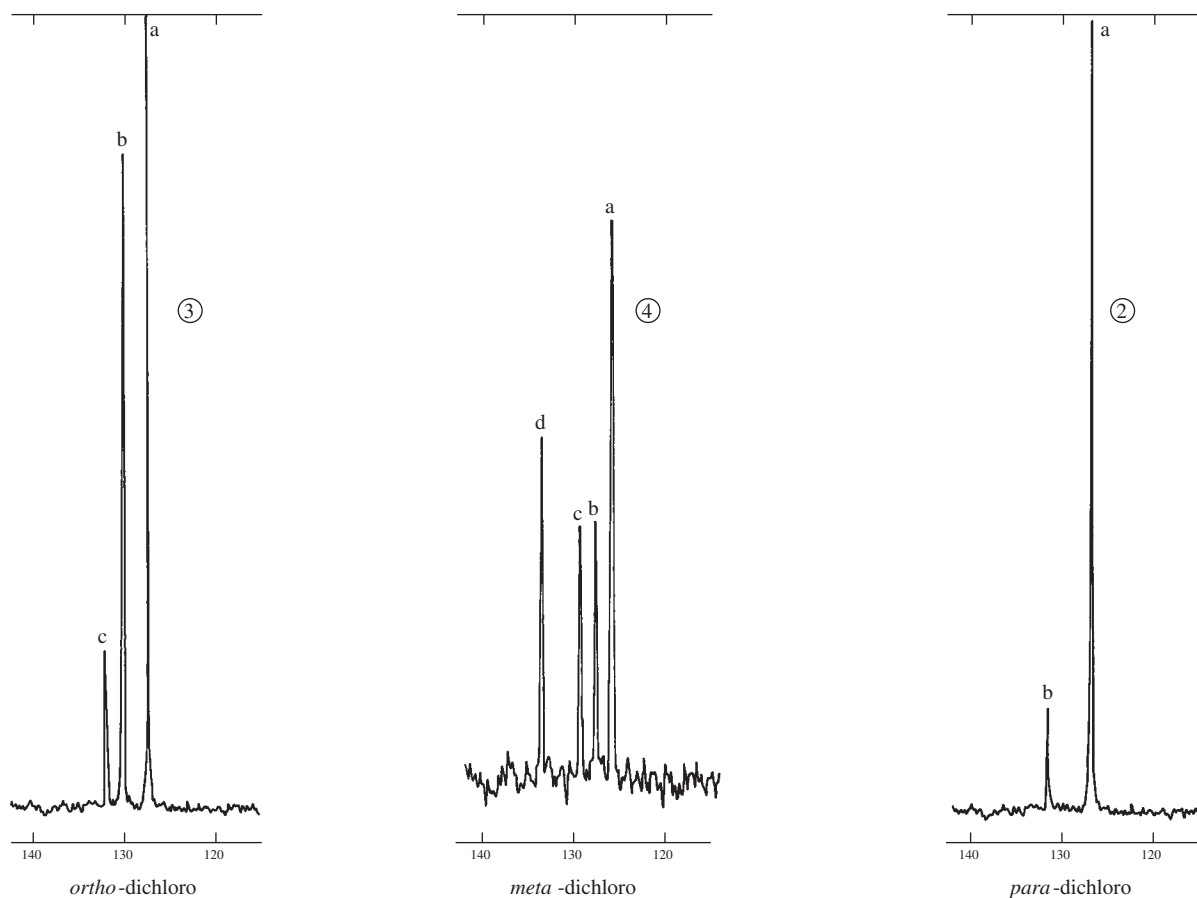 a
b
c
③
140 130 120
ortho-dichloro
a
d
c b
④
140 130 120
meta-dichloro
a
b
②
140 130 120
para-dichloro